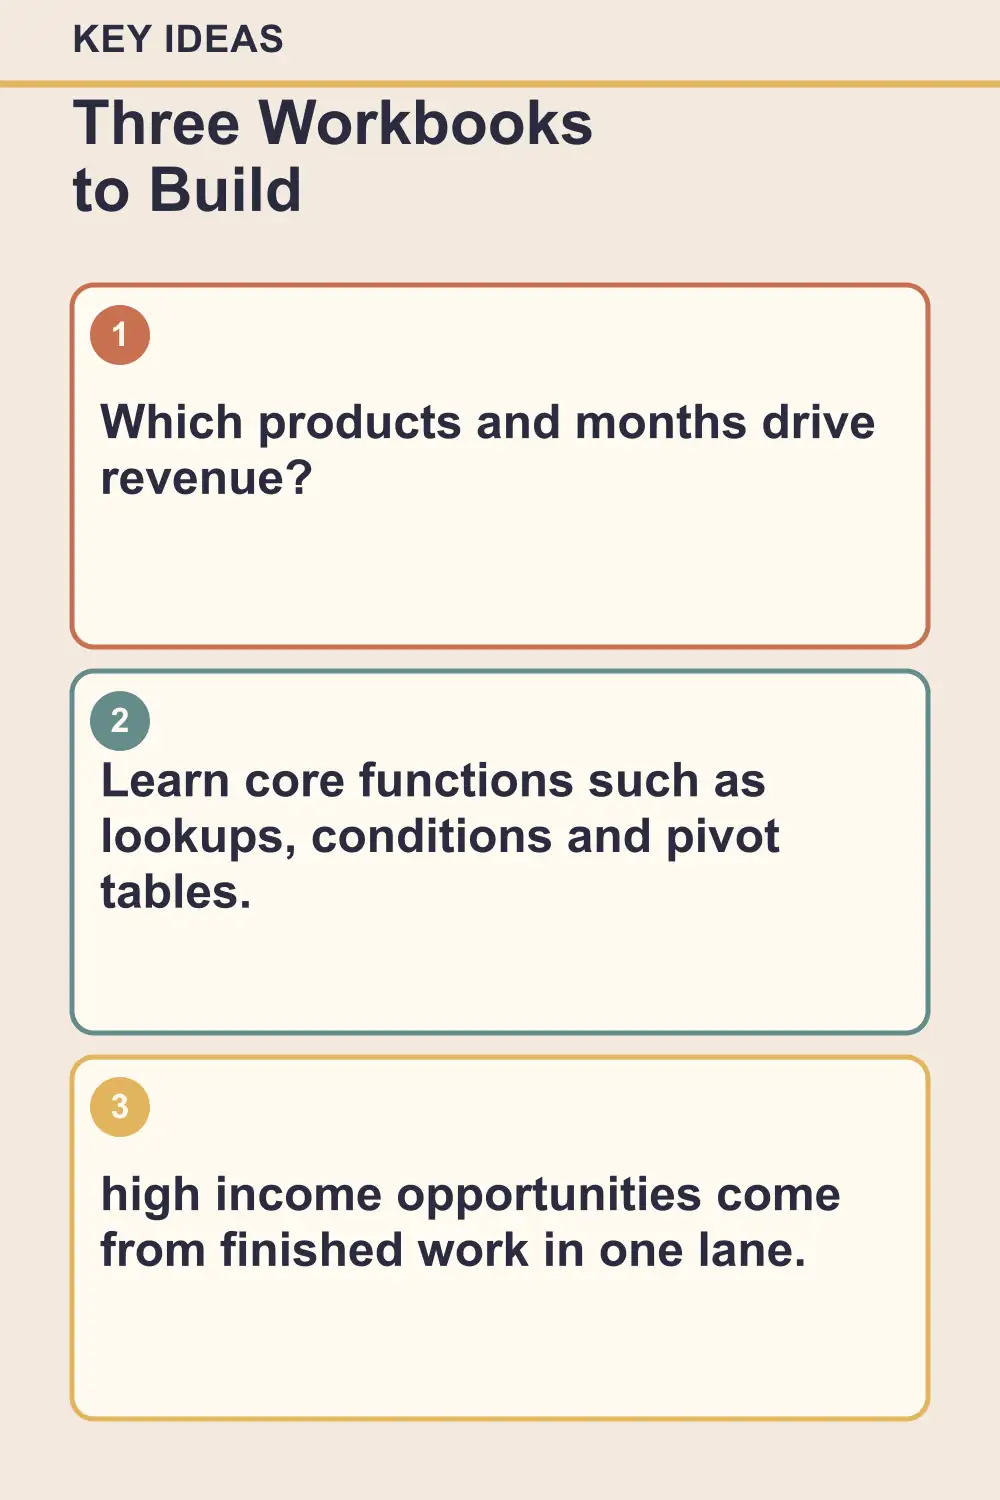 KEY IDEAS
Three Workbooks
to Build
1
Which products and months drive
revenue?
2
Learn core functions such as
lookups, conditions and pivot
tables.
3
high income opportunities come
from finished work in one lane.